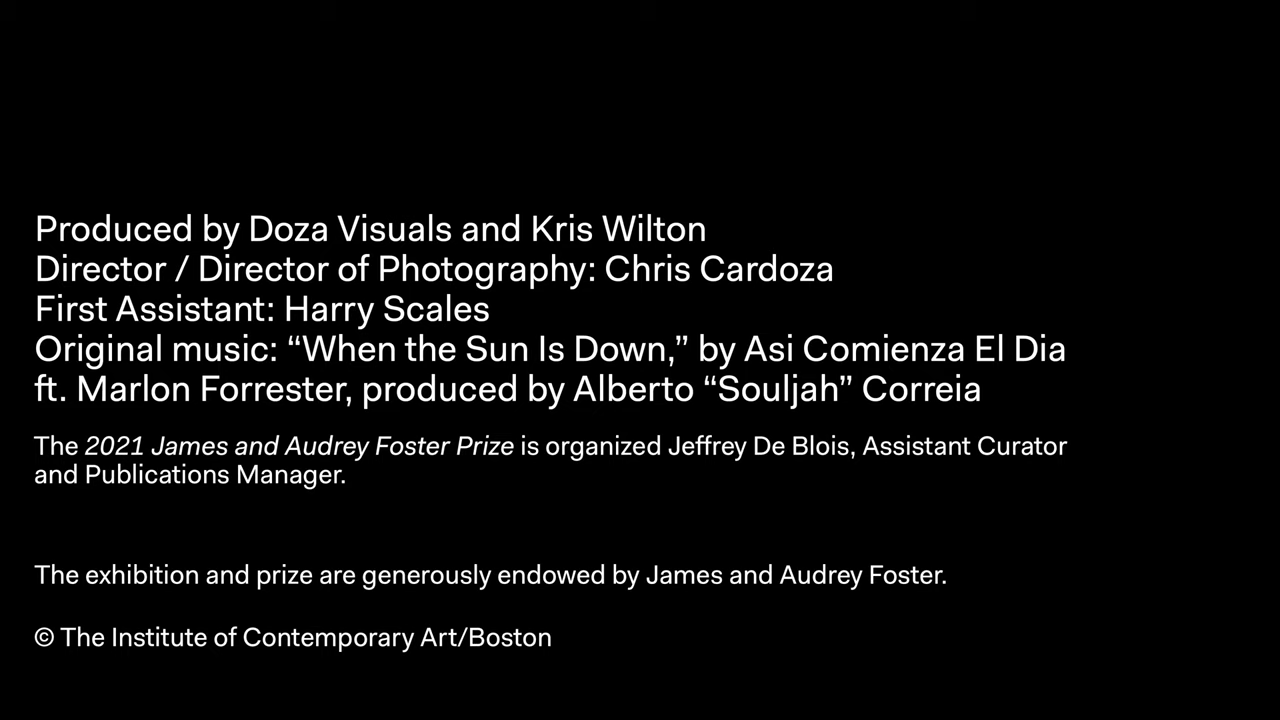 Produced by Doza Visuals and Kris Wilton
Director / Director of Photography: Chris Cardoza
First Assistant: Harry Scales
Original music: “When the Sun Is Down,” by Asi Comienza El Dia
ft. Marlon Forrester, produced by Alberto “Souljah” Correia
The 2021 James and Audrey Foster Prize is organized Jeffrey De Blois, Assistant Curator
and Publications Manager.
The exhibition and prize are generously endowed by James and Audrey Foster.
© The Institute of Contemporary Art/Boston